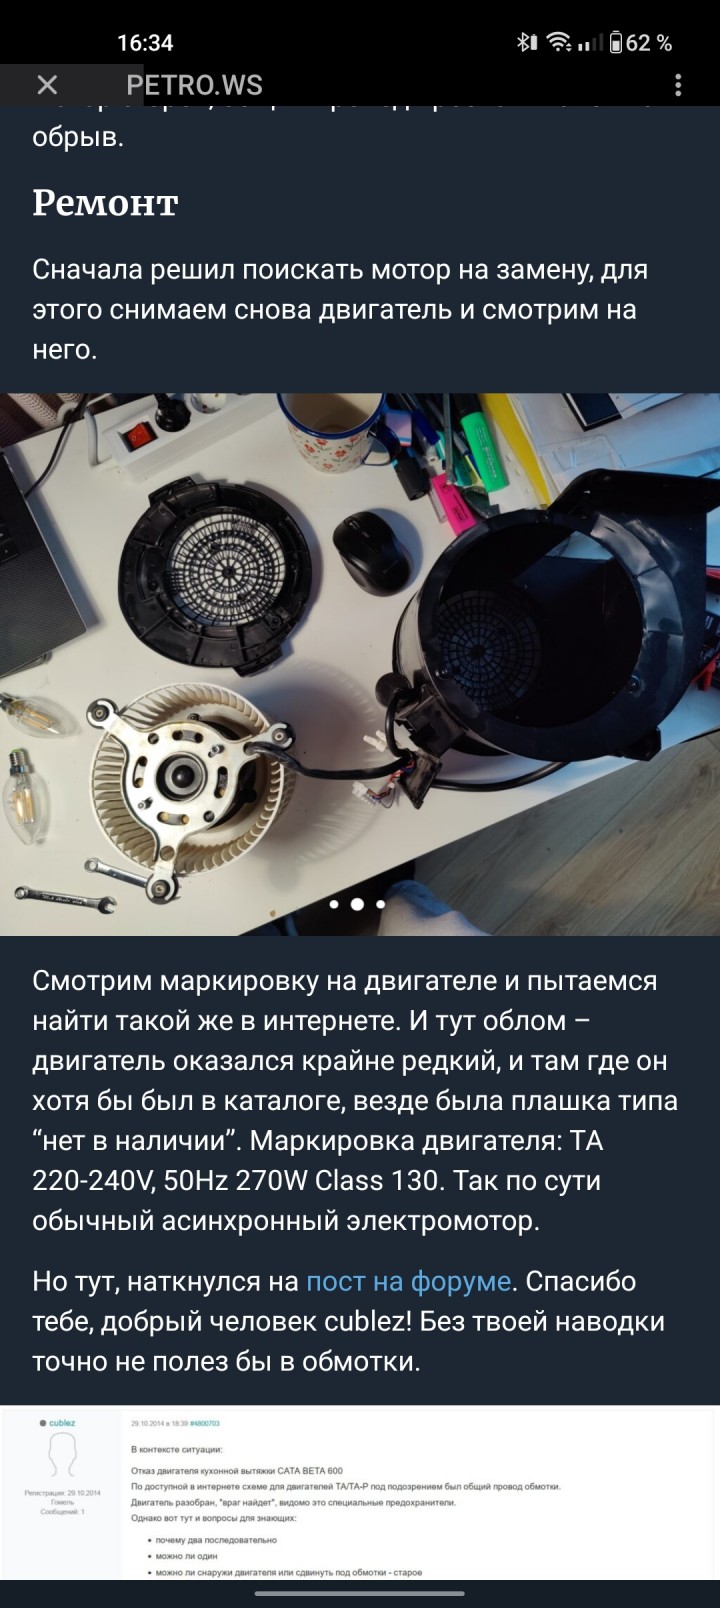 16:34
62 %
PETRO.WS
обрыв.
Ремонт
Сначала решил поискать мотор на замену, для
этого снимаем снова двигатель и смотрим на
него.
Смотрим маркировку на двигателе и пытаемся
найти такой же в интернете. И тут облом –
двигатель оказался крайне редкий, и там где он
хотя бы был в каталоге, везде была плашка типа
“нет в наличии”. Маркировка двигателя: TA
220-240V, 50Hz 270W Class 130. Так по сути
обычный асинхронный электромотор.
Но тут, наткнулся на пост на форуме. Спасибо
тебе, добрый человек cublez! Без твоей наводки
точно не полез бы в обмотки.
cublez
29.10.2014 в 18:39 #4800703
Регистрация: 29.10.2014
Гомель
Сообщений: 1
В контексте ситуации:
Отказ двигателя кухонной вытяжки CATA BETA 600
По доступной в интернете схеме для двигателей TA/TA-P под подозрением был общий провод обмотки.
Двигатель разобран, "враг найдет", видомо это специальные предохранители.
Однако вот тут и вопросы для знающих:
• почему два последовательно
• можно ли один
• можно ли снаружи двигателя или сдвинуть под обмотки - старое